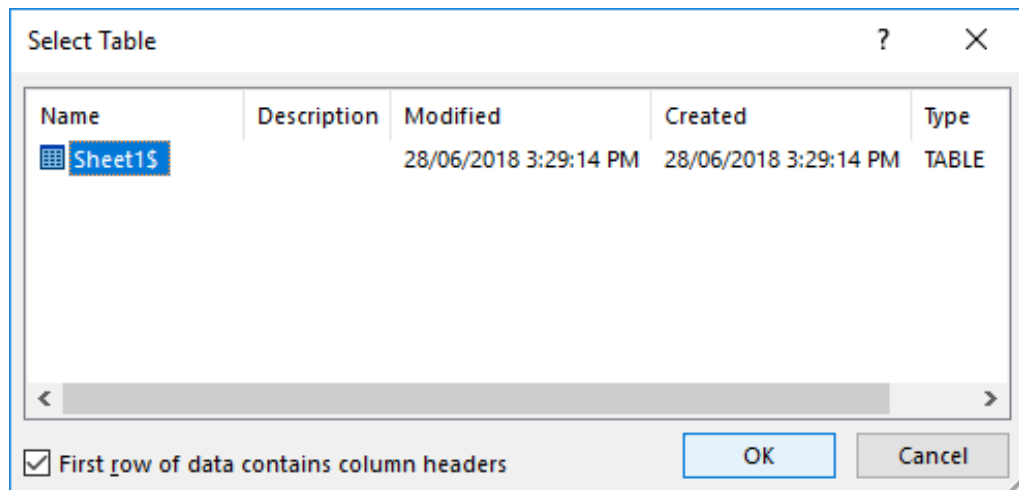 Select Table ?
Name Description Modified Created Type
Sheet1$ 28/06/2018 3:29:14 PM 28/06/2018 3:29:14 PM TABLE
First row of data contains column headers OK Cancel